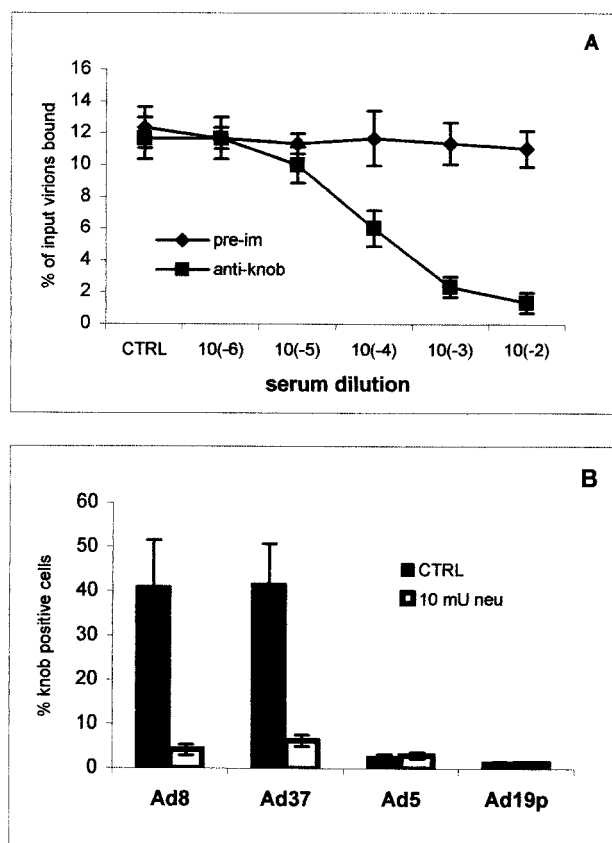 A
16
14
12
10
8
6
4
2
0
% of input virions bound
pre-im
anti-knob
CTRL 10(-6) 10(-5) 10(-4) 10(-3) 10(-2)
serum dilution
B
60
50
40
30
20
10
0
% knob positive cells
CTRL
10 mU neu
Ad8 Ad37 Ad5 Ad19p